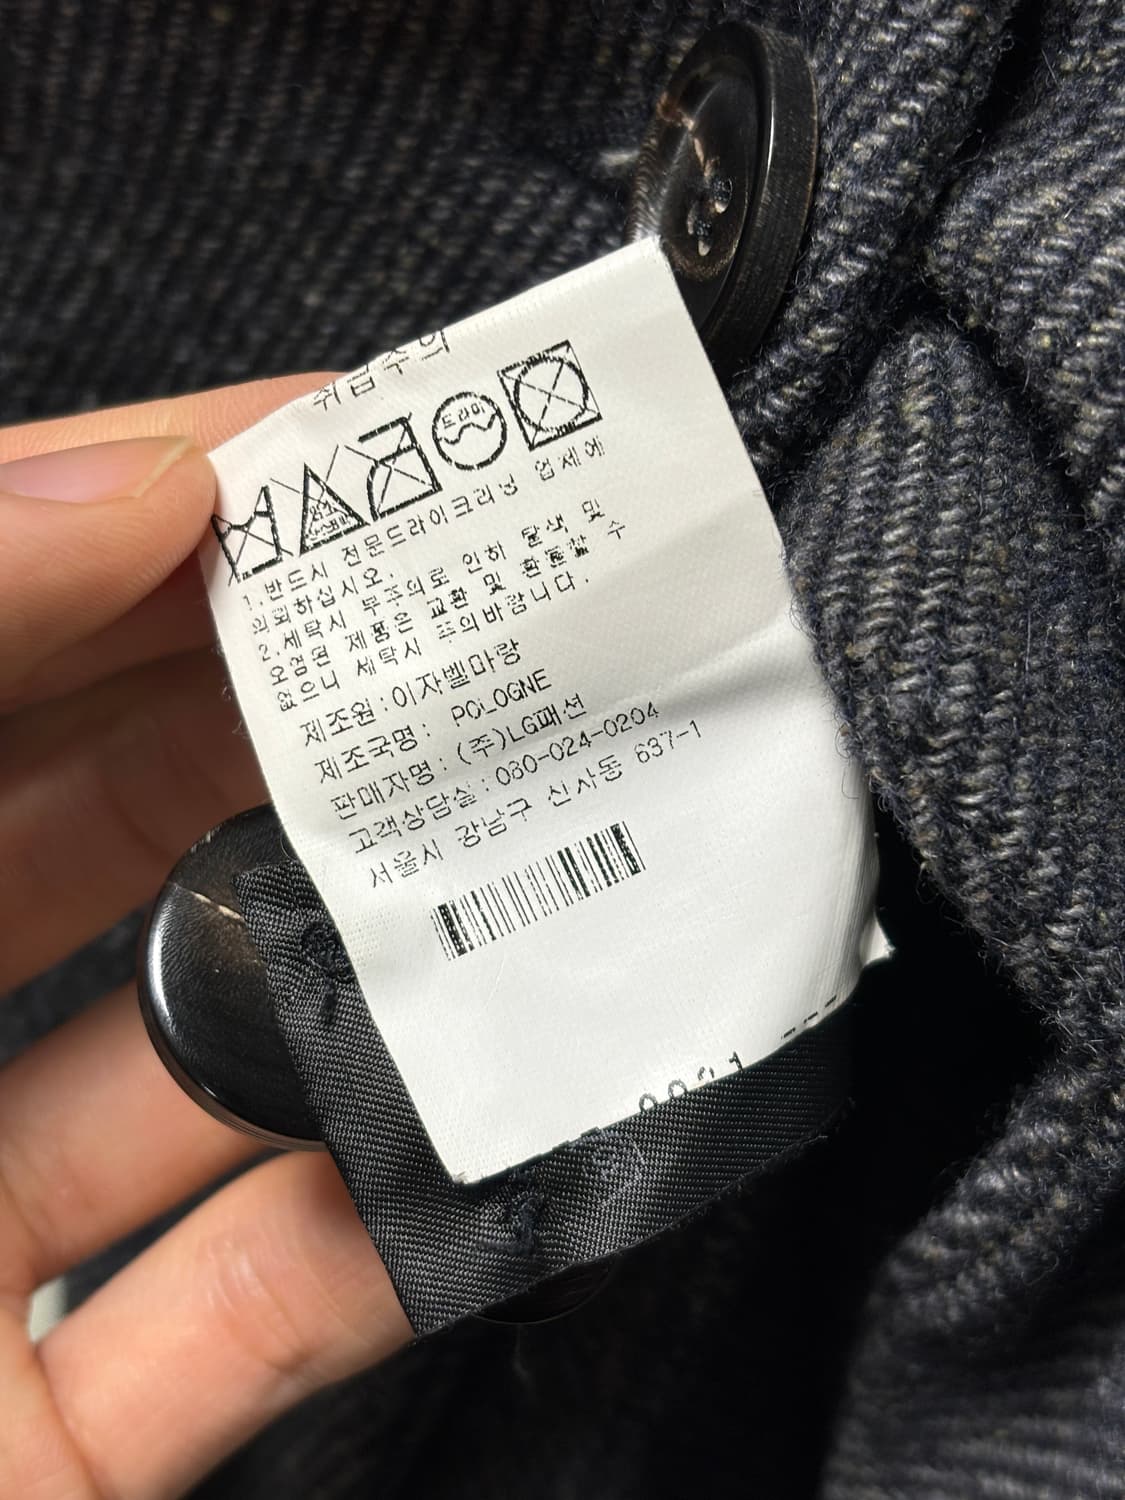 취급주의
드라이
1.반드시 전문드라이크리닝 업체에
의뢰하십시오.
2.세탁시 부주의로 인하 탈색 및
오염된 제품은 교환 및 환불할 수
없으니 세탁시 주의바랍니다.
제조원:이자벨마랑
제조국명: POLOGNE
판매자명:(주)LG패션
고객상담실:080-024-0204
서울시 강남구 신사동 637-1